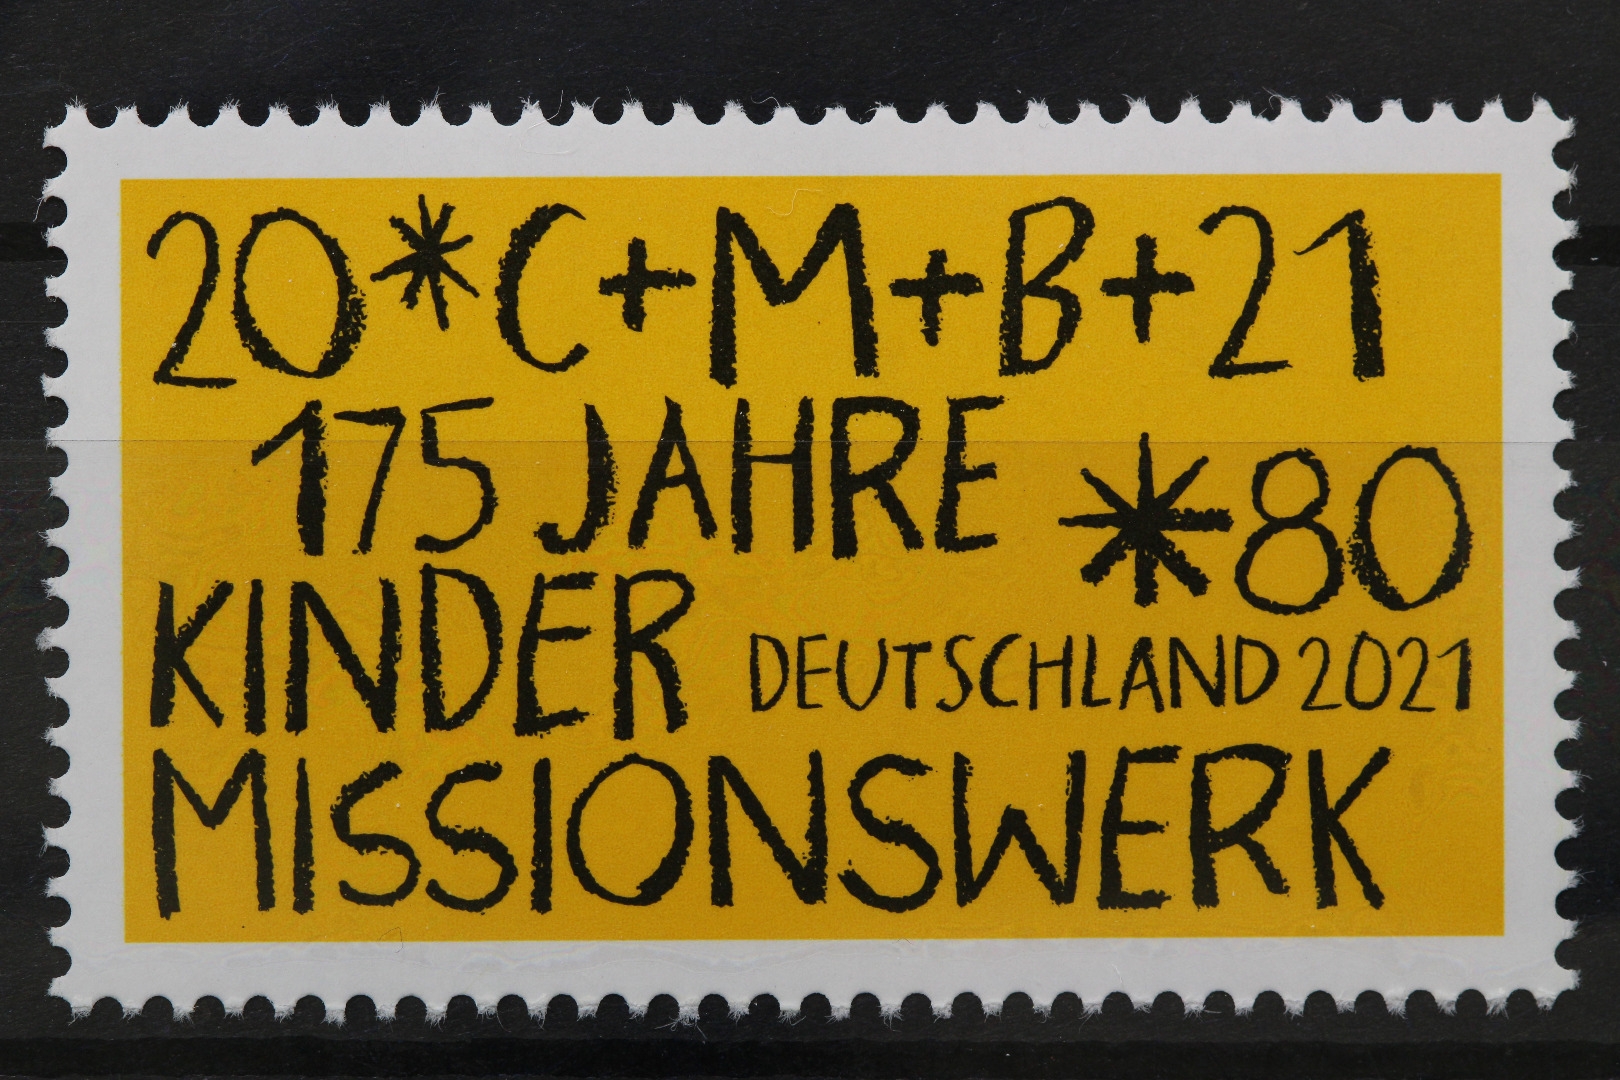 20*C+M+B+21
175 JAHRE
*80
KINDER
DEUTSCHLAND 2021
MISSIONSWERK